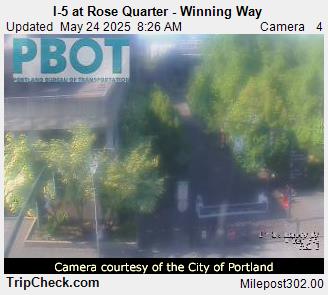 I-5 at Rose Quarter - Winning Way
Updated May 24 2025 8:26 AM Camera 4
PBOT
PORTLAND BUREAU OF TRANSPORTATION
Camera courtesy of the City of Portland
TripCheck.com Milepost302.00